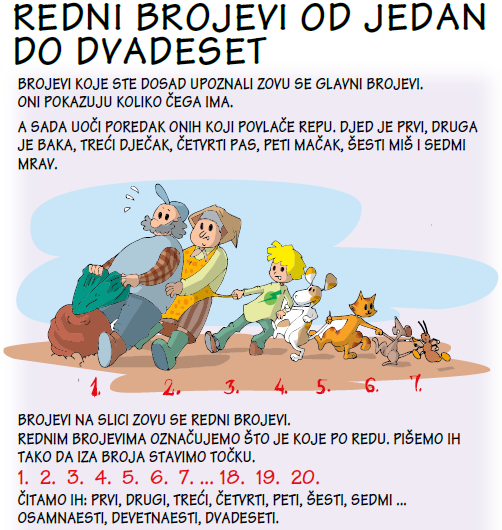 REDNI BROJEVI OD JEDAN
DO DVADESET
BROJEVI KOJE STE DOSAD UPOZNALI ZOVU SE GLAVNI BROJEVI.
ONI POKAZUJU KOLIKO ČEGA IMA.
A SADA UOČI POREDAK ONIH KOJI POVLAČE REPU. DJED JE PRVI, DRUGA
JE BAKA, TREĆI DJEČAK, ČETVRTI PAS, PETI MAČAK, ŠESTI MIŠ I SEDMI
MRAV.
1. 2. 3. 4. 5. 6. 7.
BROJEVI NA SLICI ZOVU SE REDNI BROJEVI.
REDNIM BROJEVIMA OZNAČUJEMO ŠTO JE KOJE PO REDU. PIŠEMO IH
TAKO DA IZA BROJA STAVIMO TOČKU.
1. 2. 3. 4. 5. 6. 7. ... 18. 19. 20.
ČITAMO IH: PRVI, DRUGI, TREĆI, ČETVRTI, PETI, ŠESTI, SEDMI ...
OSAMNAESTI, DEVETNAESTI, DVADESETI.